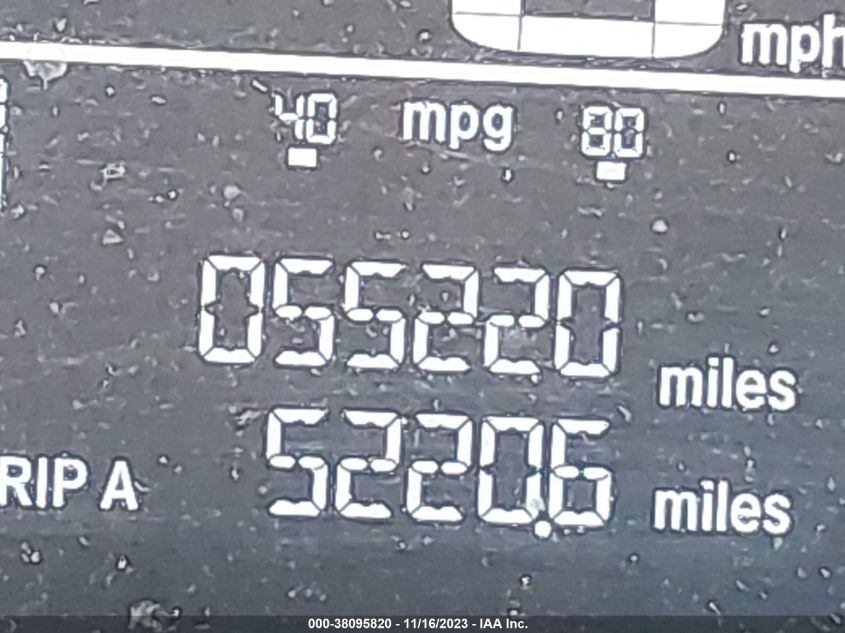 mph
40 mpg 80
055220 miles
RIP A 5220.6 miles
000-38095820 - 11/16/2023 - IAA Inc.